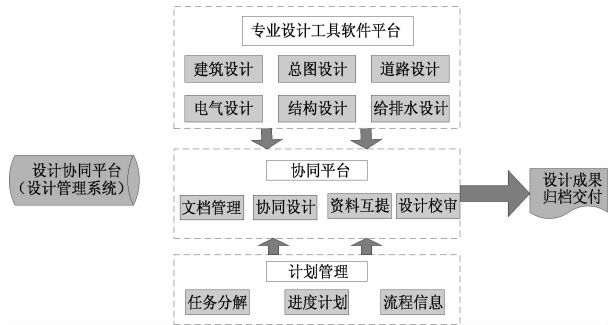 专业设计工具软件平台
建筑设计
总图设计
道路设计
电气设计
结构设计
给排水设计
设计协同平台
（设计管理系统）
协同平台
文档管理
协同设计
资料互提
设计校审
设计成果
归档交付
计划管理
任务分解
进度计划
流程信息